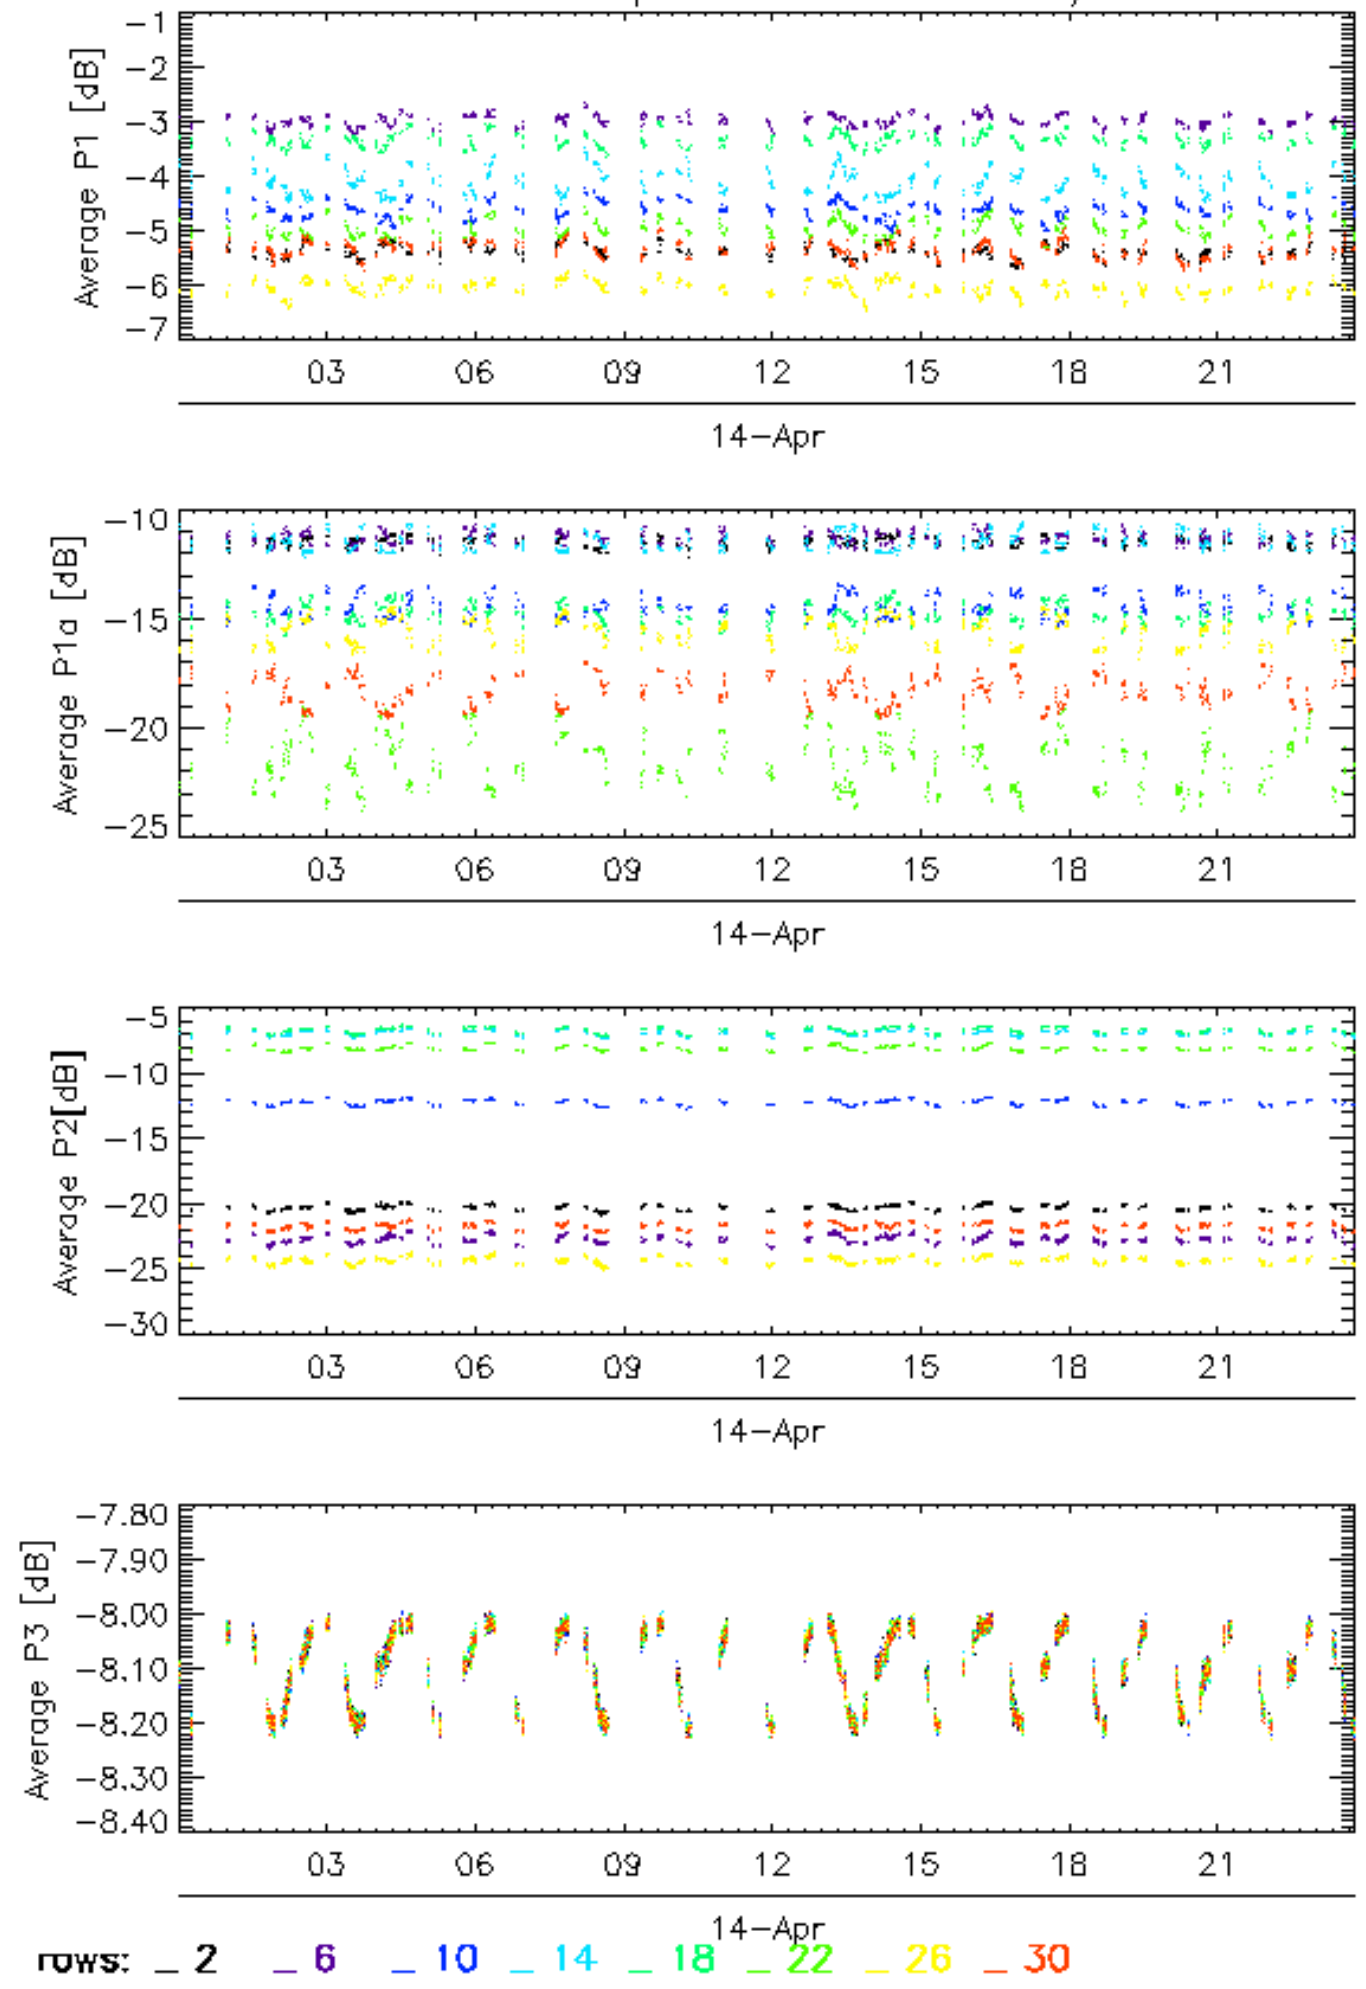 Average P1 [dB]
-1
-2
-3
-4
-5
-6
-7
03 06 09 12 15 18 21
14-Apr
Average P1a [dB]
-10
-15
-20
-25
03 06 09 12 15 18 21
14-Apr
Average P2[dB]
-5
-10
-15
-20
-25
-30
03 06 09 12 15 18 21
14-Apr
Average P3 [dB]
-7.80
-7.90
-8.00
-8.10
-8.20
-8.30
-8.40
03 06 09 12 15 18 21
14-Apr
rows: _ 2 _ 6 _ 10 _ 14 _ 18 _ 22 _ 26 _ 30